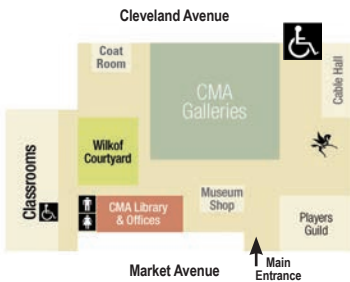 Cleveland Avenue
Coat
Room
CMA
Galleries
Cable Hall
Wilkof
Courtyard
Classrooms
CMA Library
& Offices
Museum
Shop
Players
Guild
Market Avenue
Main
Entrance